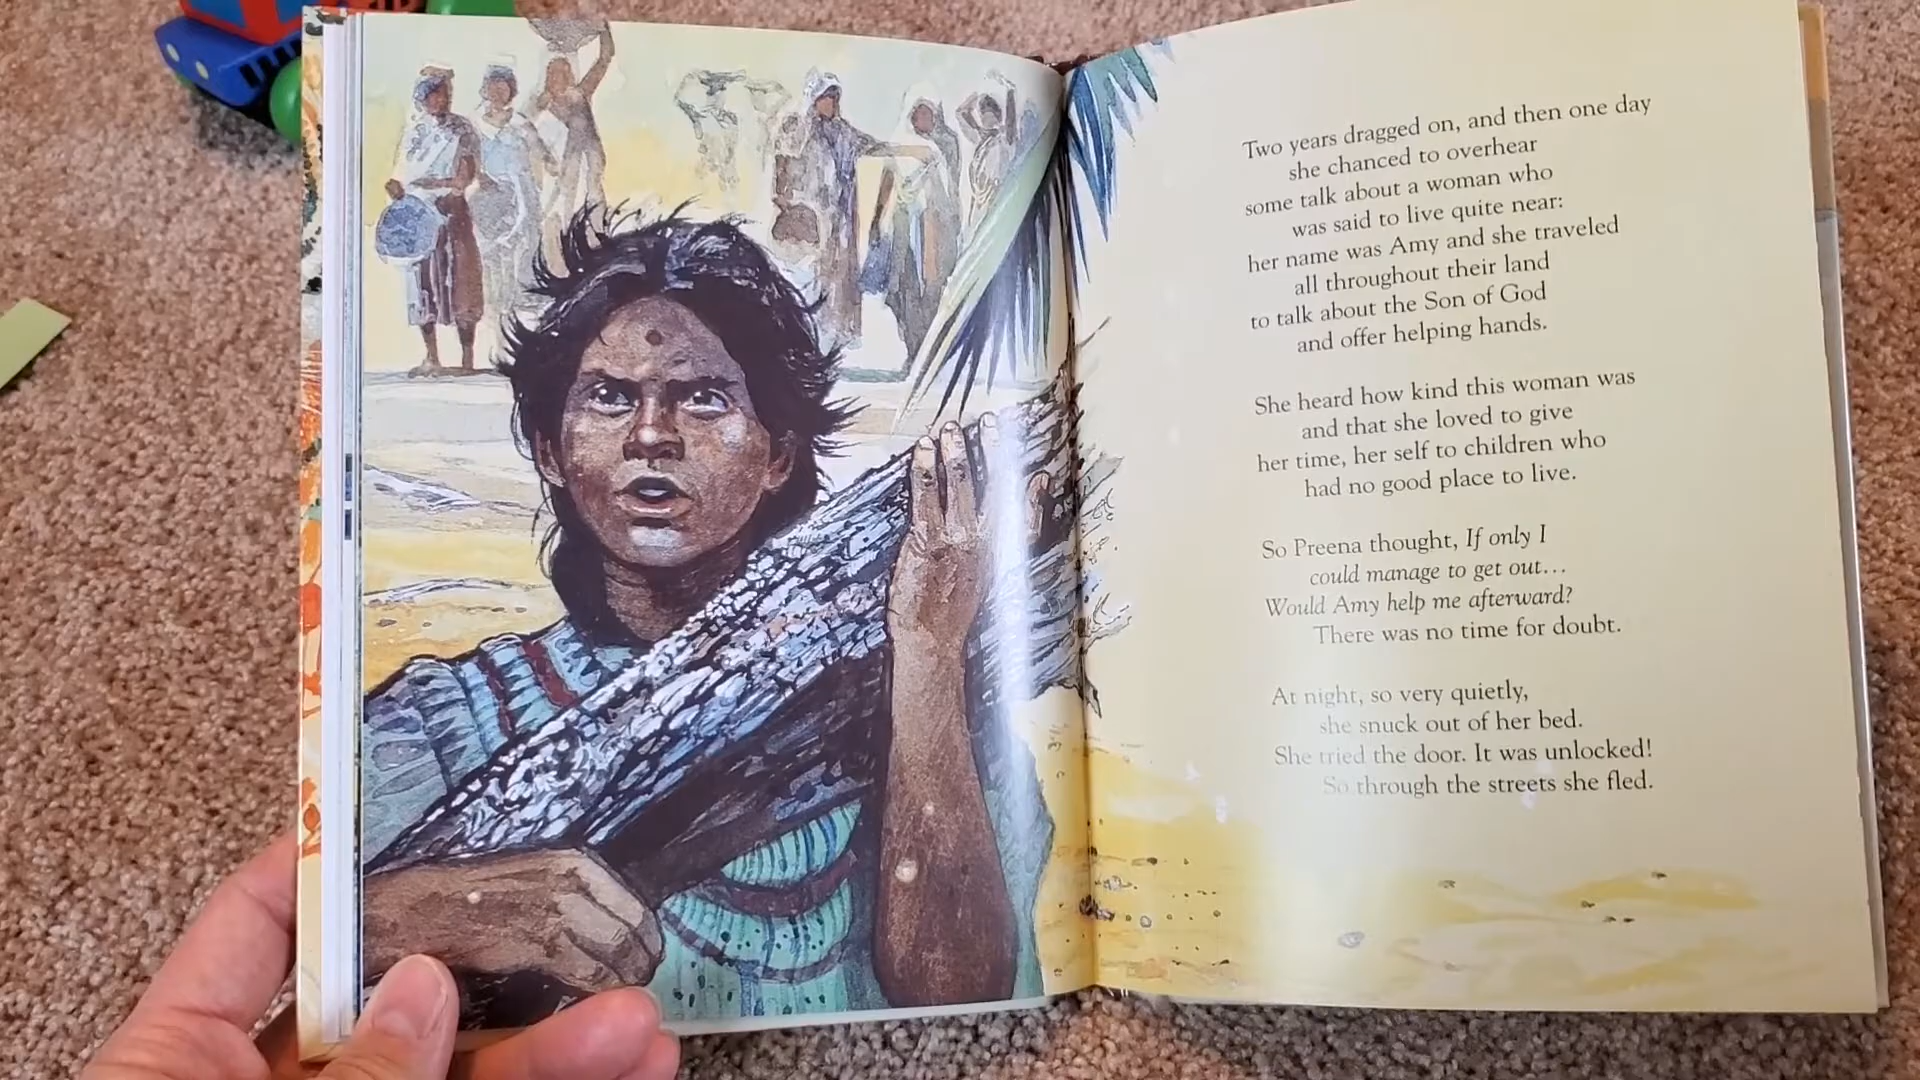 Two years dragged on, and then one day
she chanced to overhear
some talk about a woman who
was said to live quite near:
her name was Amy and she traveled
all throughout their land
to talk about the Son of God
and offer helping hands.
She heard how kind this woman was
and that she loved to give
her time, her self to children who
had no good place to live.
So Preena thought, If only I
could manage to get out…
Would Amy help me afterward?
There was no time for doubt.
At night, so very quietly,
she snuck out of her bed.
She tried the door. It was unlocked!
So through the streets she fled.